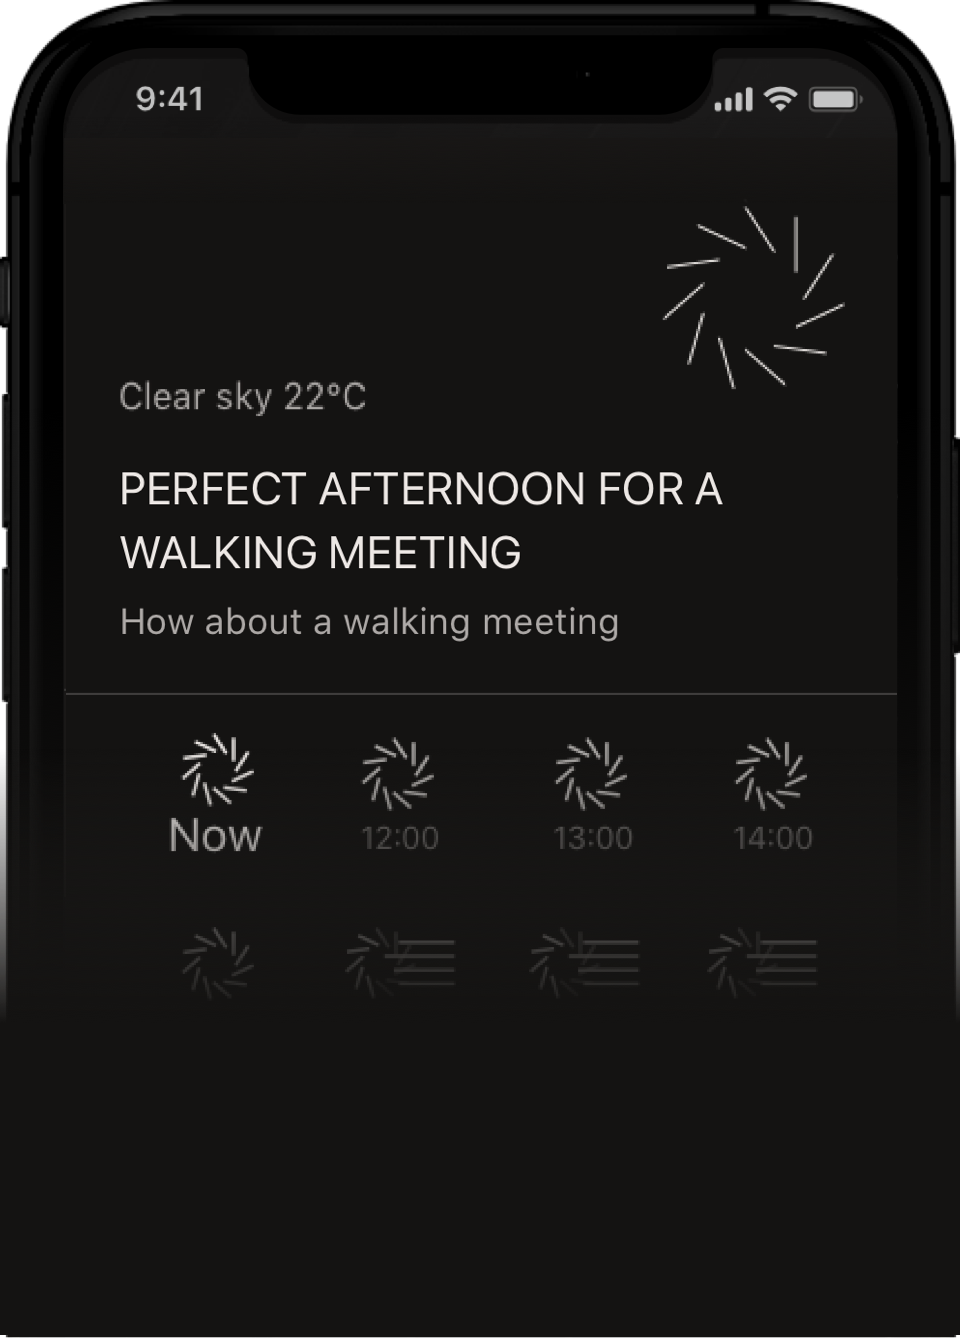 9:41
Clear sky 22°C
PERFECT AFTERNOON FOR A
WALKING MEETING
How about a walking meeting
Now 12:00 13:00 14:00